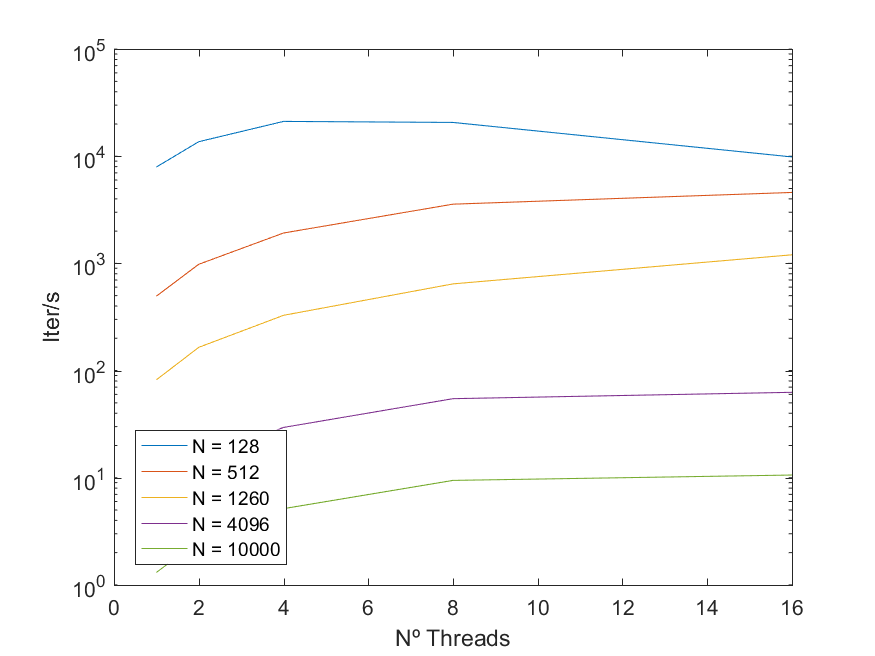 10^5
10^4
10^3
10^2
10^1
10^0
Iter/s
N = 128
N = 512
N = 1260
N = 4096
N = 10000
0 2 4 6 8 10 12 14 16
Nº Threads